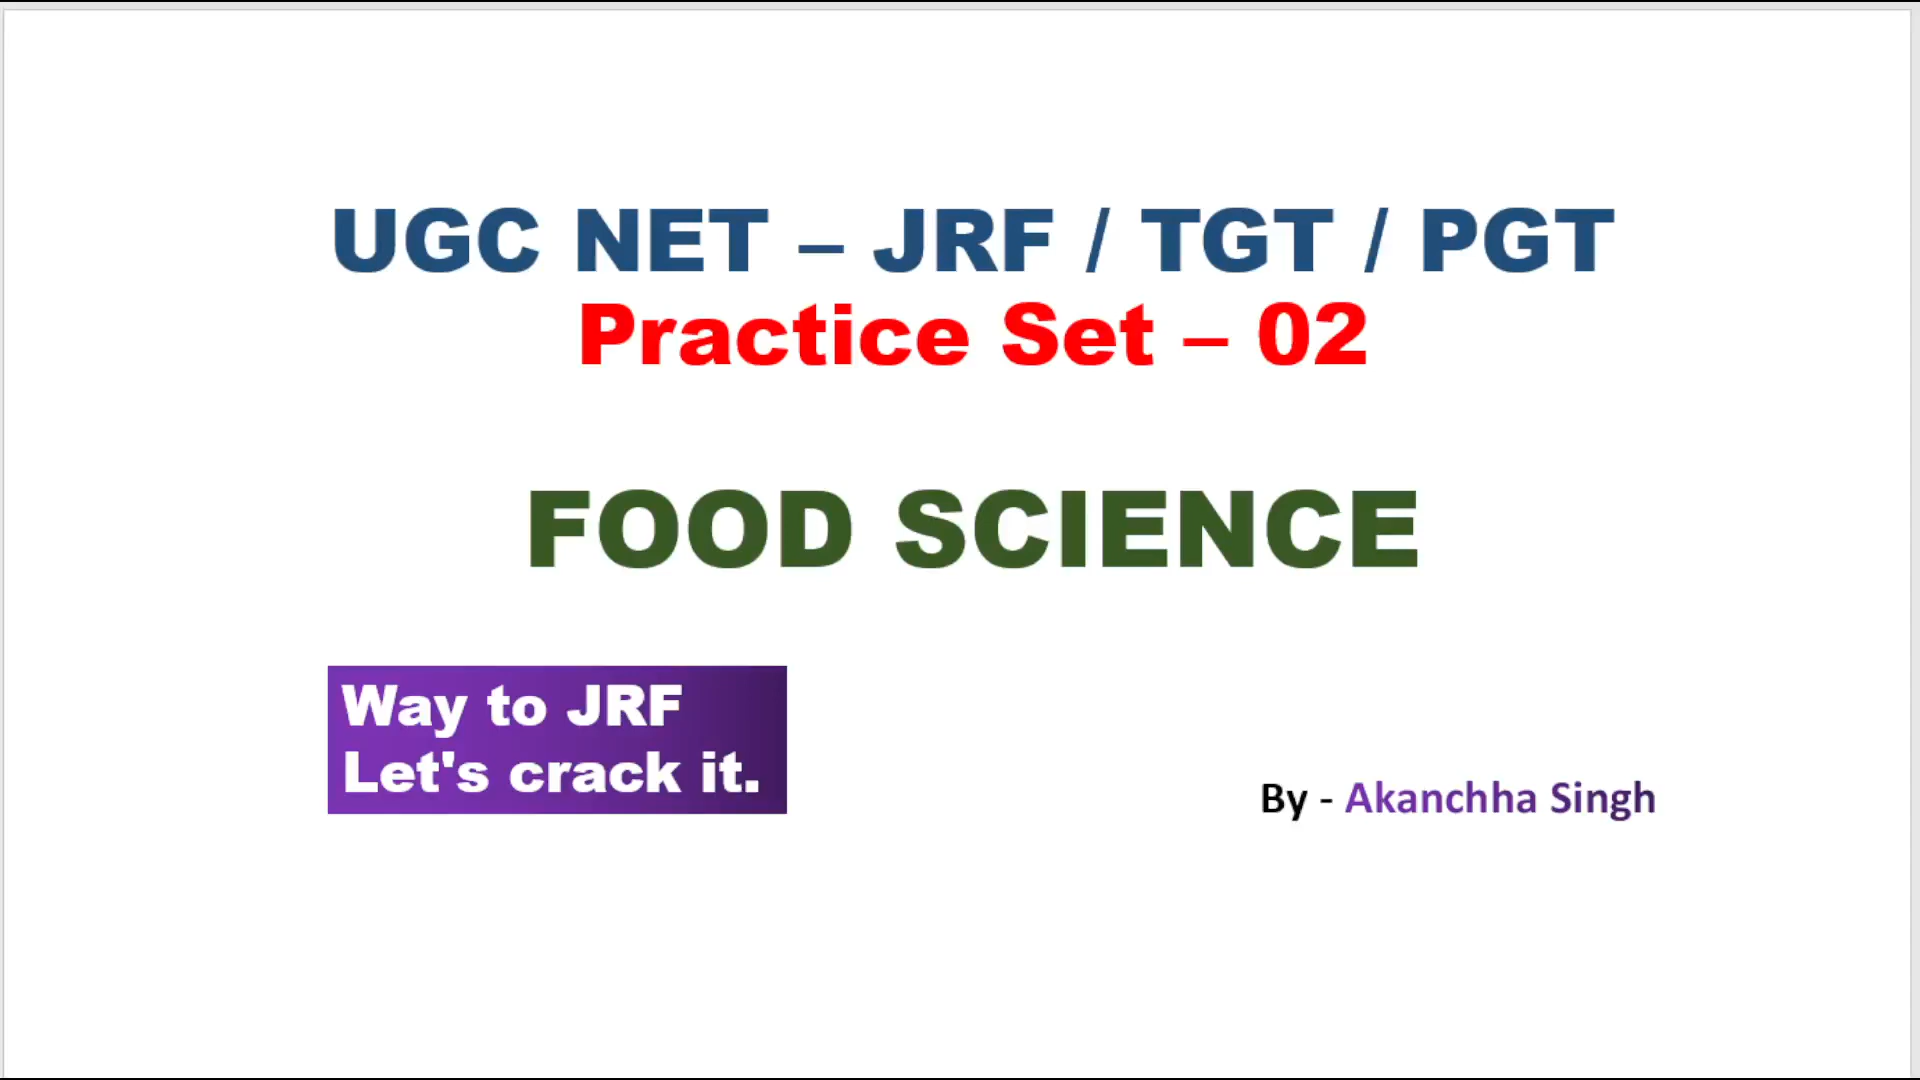 UGC NET – JRF / TGT / PGT
Practice Set – 02
FOOD SCIENCE
Way to JRF
Let's crack it.
By - Akanchha Singh